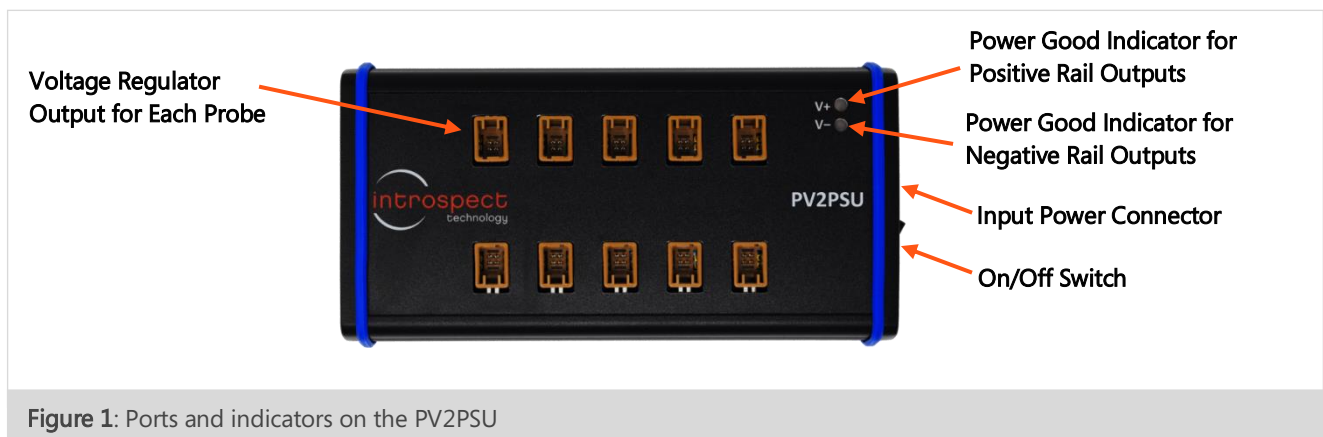 Voltage Regulator
Output for Each Probe
Power Good Indicator for
Positive Rail Outputs
V+
V−
Power Good Indicator for
Negative Rail Outputs
introspect
technology
PV2PSU
Input Power Connector
On/Off Switch
Figure 1: Ports and indicators on the PV2PSU